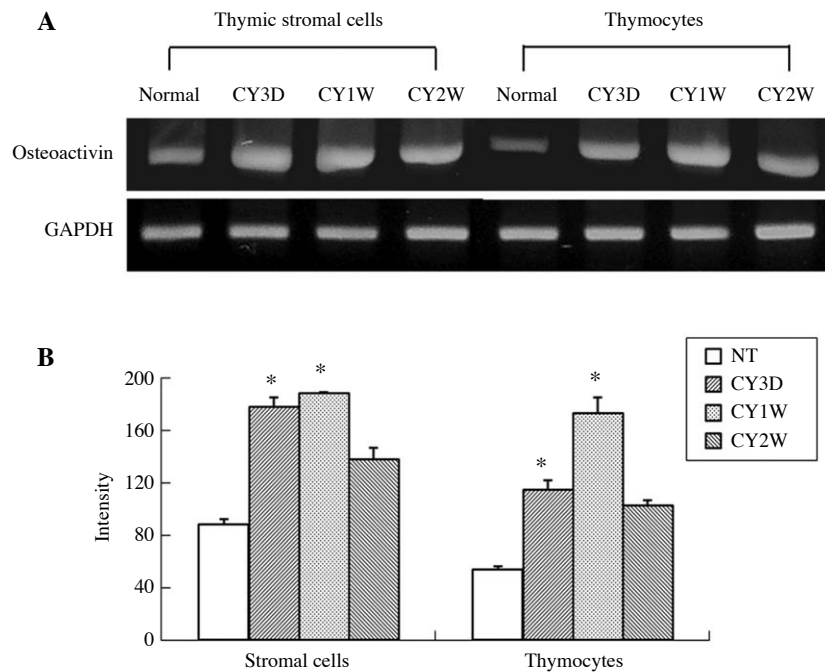 A
Thymic stromal cells Thymocytes
Normal CY3D CY1W CY2W Normal CY3D CY1W CY2W
Osteoactivin
GAPDH
B
NT
CY3D
CY1W
CY2W
200
160
120
80
40
0
Intensity
* * * *
Stromal cells Thymocytes